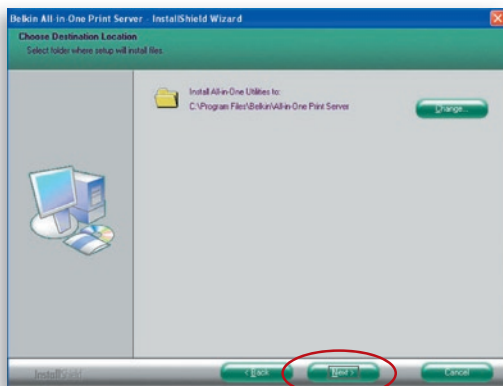 Belkin All-in-One Print Server - InstallShield Wizard
Choose Destination Location
Select folder where setup will install files.
Install All-in-One Utilities to:
C:\Program Files\Belkin\All-in-One Print Server
Change...
InstallShield
< Back
Next >
Cancel